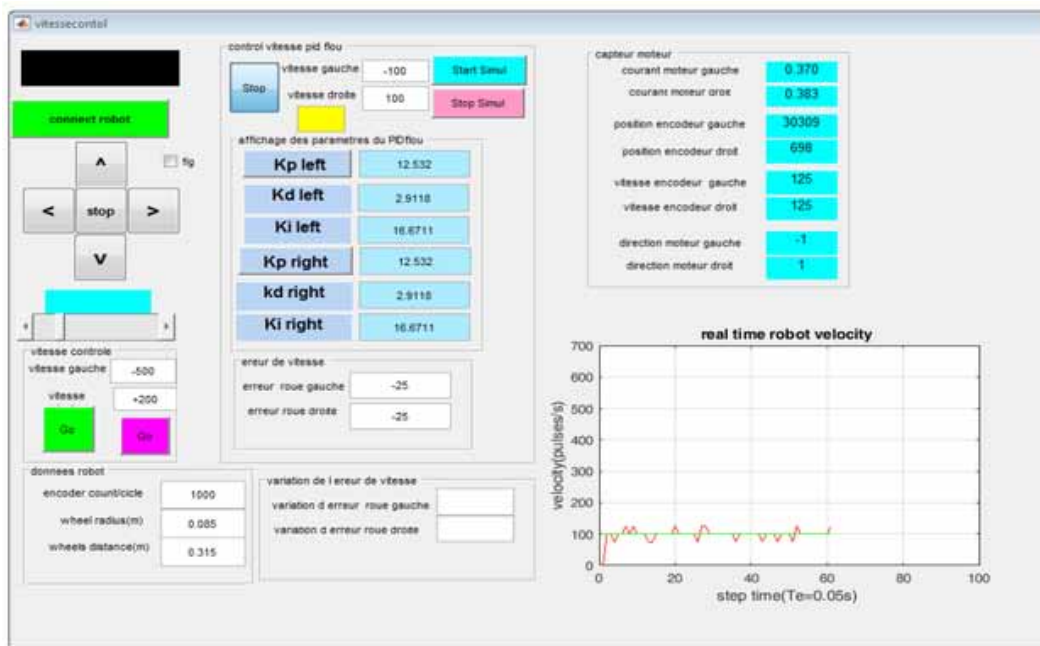 vitessecontol
connect robot
^
fig
<
stop
>
v
vitesse controle
vitesse gauche
-500
vitesse
+200
Go
Go
donnees robot
encoder count/cicle
1000
wheel radius(m)
0.085
wheels distance(m)
0.315
control vitesse pid flou
Stop
vitesse gauche
-100
Start Simul
vitesse droite
100
Stop Simul
affichage des parametres du PIDflou
Kp left
12.532
Kd left
2.9118
Ki left
16.6711
Kp right
12.532
kd right
2.9118
Ki right
16.6711
ereur de vitesse
erreur roue gauche
-25
erreur roue droite
-25
variation de l ereur de vitesse
variation d erreur roue gauche
variation d erreur roue droite
capteur moteur
courant moteur gauche
0.370
courant moteur droit
0.383
position encodeur gauche
30309
position encodeur droit
698
vitesse encodeur gauche
125
vitesse encodeur droit
125
direction moteur gauche
-1
direction moteur droit
1
real time robot velocity
700
600
500
400
300
200
100
0
velocity(pulses/s)
0 20 40 60 80 100
step time(Te=0.05s)